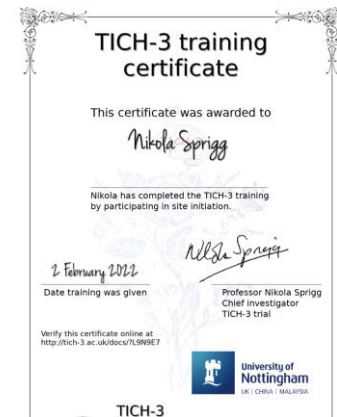 TICH-3 training
certificate
This certificate was awarded to
Nikola Sprigg
Nikola has completed the TICH-3 training
by participating in site initiation.
2 February 2022
Date training was given
Nikola Sprigg
Professor Nikola Sprigg
Chief investigator
TICH-3 trial
Verify this certificate online at
http://tich-3.ac.uk/docs/?L9N9E7
University of
Nottingham
UK | CHINA | MALAYSIA
TICH-3